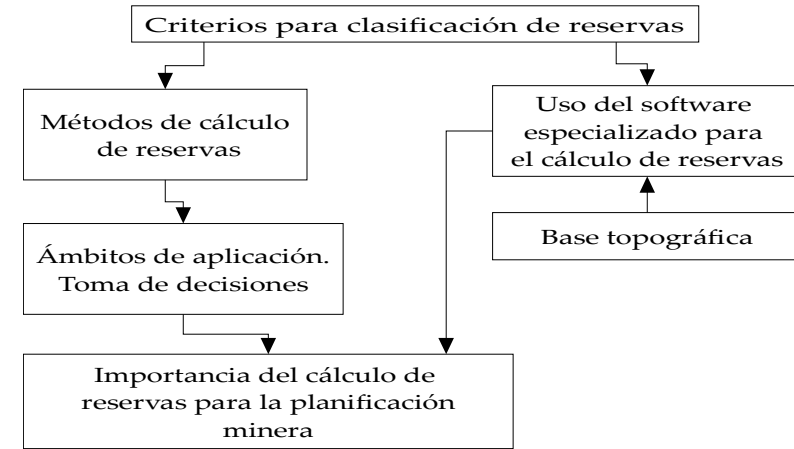 Criterios para clasificación de reservas
Métodos de cálculo
de reservas
Uso del software
especializado para
el cálculo de reservas
Base topográfica
Ámbitos de aplicación.
Toma de decisiones
Importancia del cálculo de
reservas para la planificación
minera